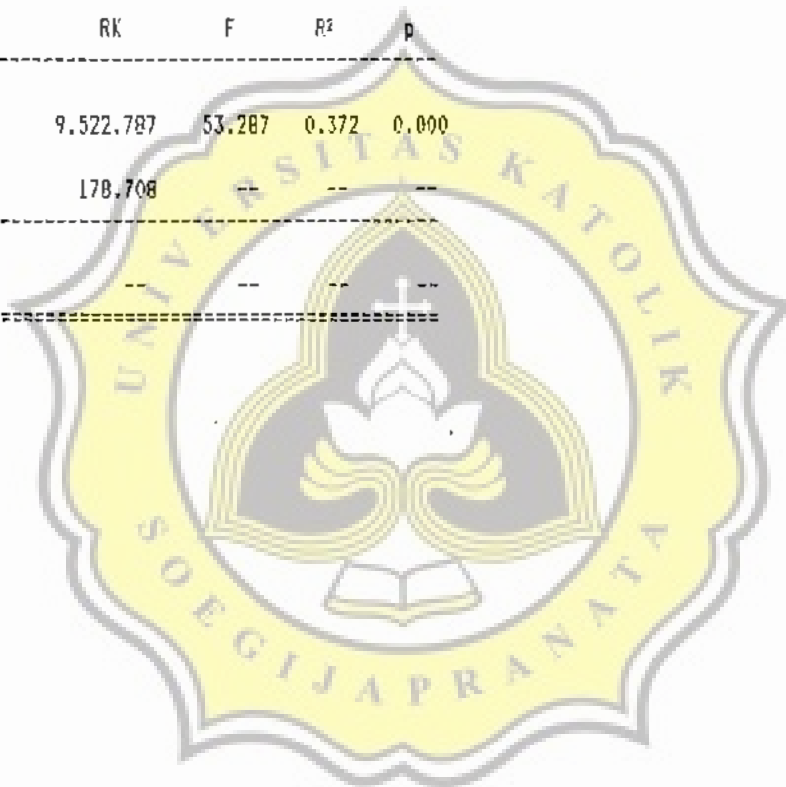 RK F R² p
9.522.787 53.287 0.372 0.000
178.708 -- -- --
-- -- -- --
UNIVERSITAS KATOLIK
SOEGIJAPRANATA